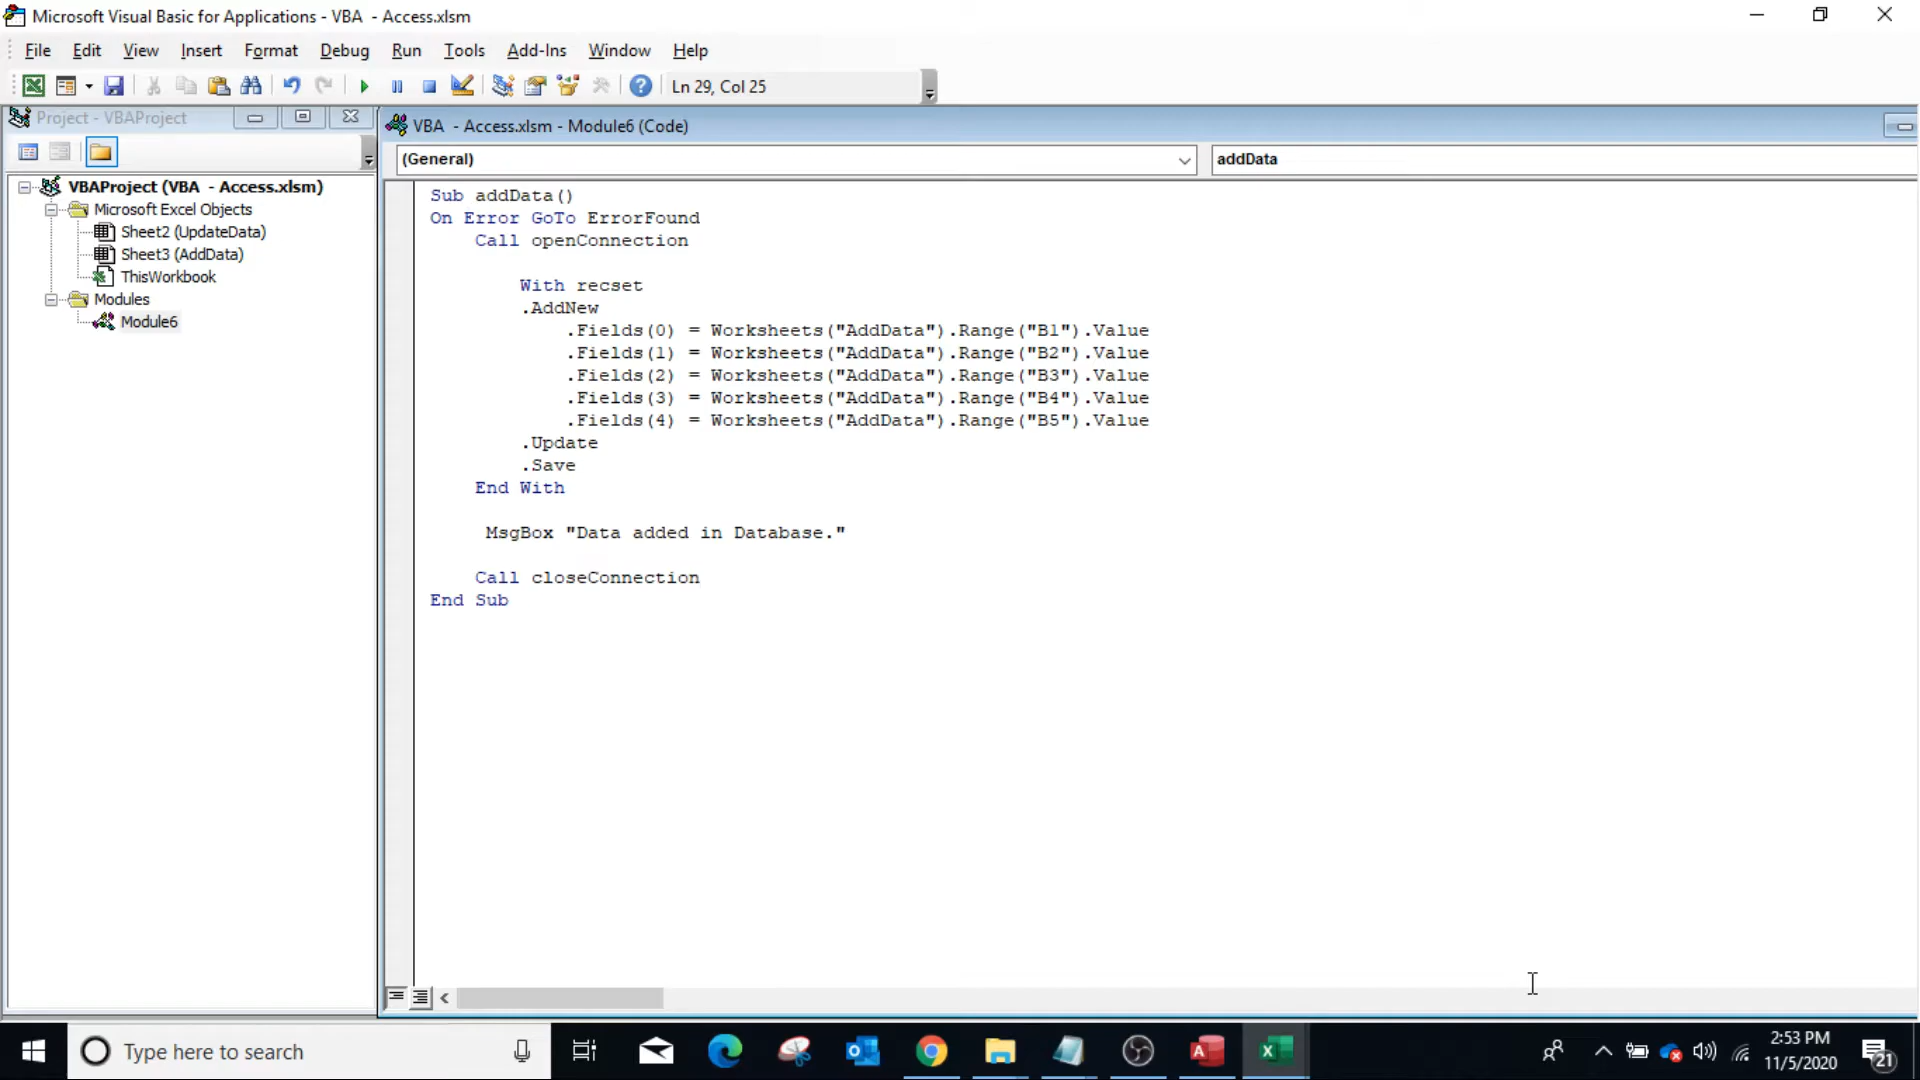 Microsoft Visual Basic for Applications - VBA  - Access.xlsm
File Edit View Insert Format Debug Run Tools Add-Ins Window Help
Ln 29, Col 25
Project - VBAProject
VBAProject (VBA  - Access.xlsm)
Microsoft Excel Objects
Sheet2 (UpdateData)
Sheet3 (AddData)
ThisWorkbook
Modules
Module6
VBA  - Access.xlsm - Module6 (Code)
(General) addData
Sub addData()
On Error GoTo ErrorFound
    Call openConnection
        With recset
        .AddNew
            .Fields(0) = Worksheets("AddData").Range("B1").Value
            .Fields(1) = Worksheets("AddData").Range("B2").Value
            .Fields(2) = Worksheets("AddData").Range("B3").Value
            .Fields(3) = Worksheets("AddData").Range("B4").Value
            .Fields(4) = Worksheets("AddData").Range("B5").Value
        .Update
        .Save
    End With
     MsgBox "Data added in Database."
    Call closeConnection
End Sub
Type here to search
2:53 PM
11/5/2020
21